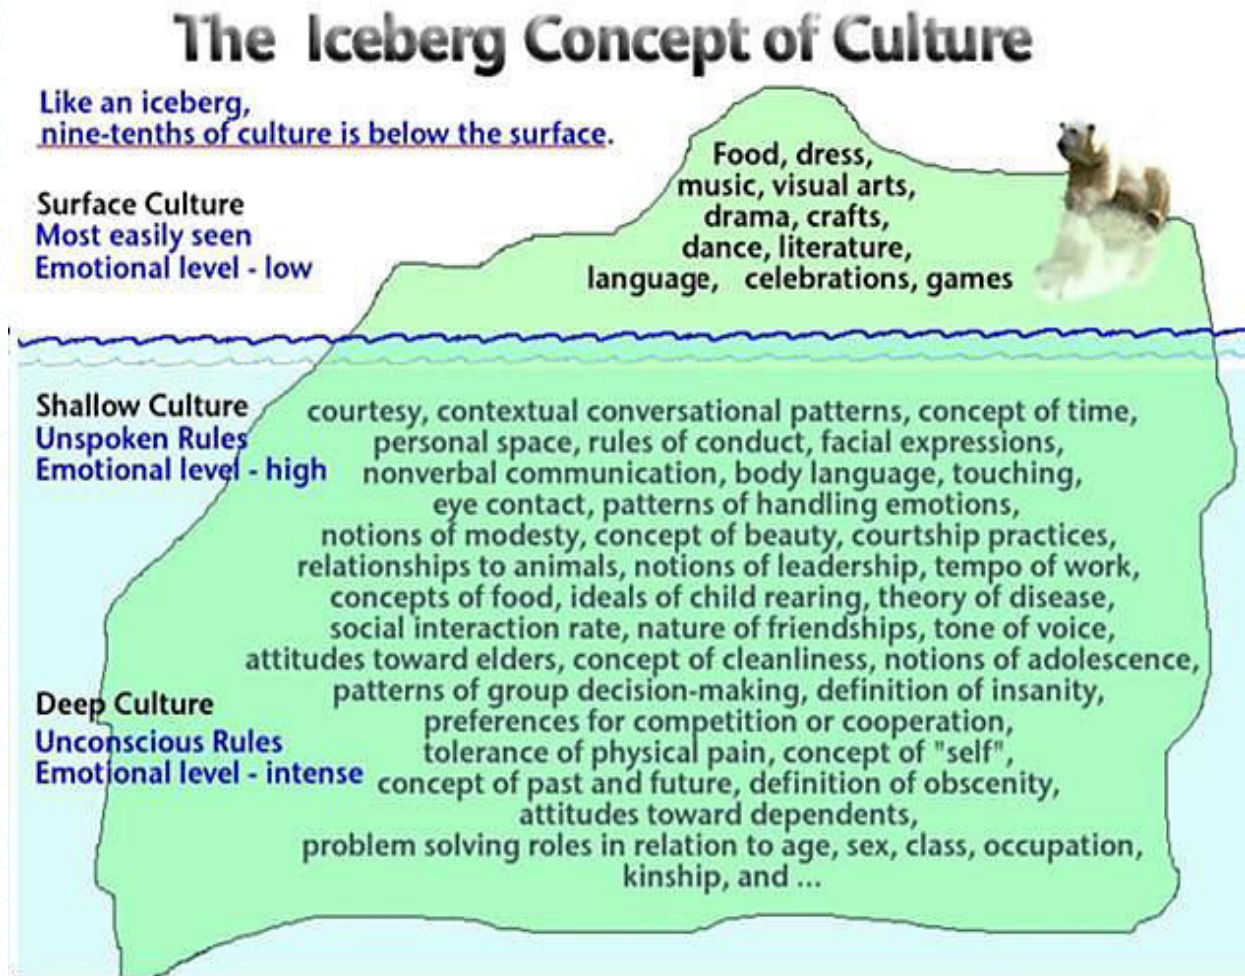 The Iceberg Concept of Culture
Like an iceberg,
nine-tenths of culture is below the surface.
Surface Culture
Most easily seen
Emotional level - low
Food, dress,
music, visual arts,
drama, crafts,
dance, literature,
language, celebrations, games
Shallow Culture
Unspoken Rules
Emotional level - high
courtesy, contextual conversational patterns, concept of time,
personal space, rules of conduct, facial expressions,
nonverbal communication, body language, touching,
eye contact, patterns of handling emotions,
notions of modesty, concept of beauty, courtship practices,
relationships to animals, notions of leadership, tempo of work,
concepts of food, ideals of child rearing, theory of disease,
social interaction rate, nature of friendships, tone of voice,
attitudes toward elders, concept of cleanliness, notions of adolescence,
patterns of group decision-making, definition of insanity,
Deep Culture
Unconscious Rules
Emotional level - intense
preferences for competition or cooperation,
tolerance of physical pain, concept of "self",
concept of past and future, definition of obscenity,
attitudes toward dependents,
problem solving roles in relation to age, sex, class, occupation,
kinship, and ...